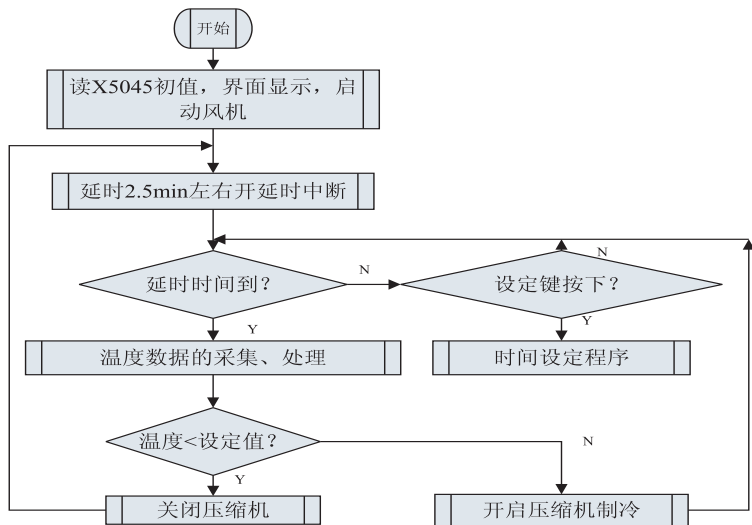 开始
读X5045初值，界面显示，启
动风机
延时2.5min左右开延时中断
延时时间到？
N
设定键按下？
N
Y
Y
温度数据的采集、处理
时间设定程序
温度<设定值？
N
Y
关闭压缩机
开启压缩机制冷